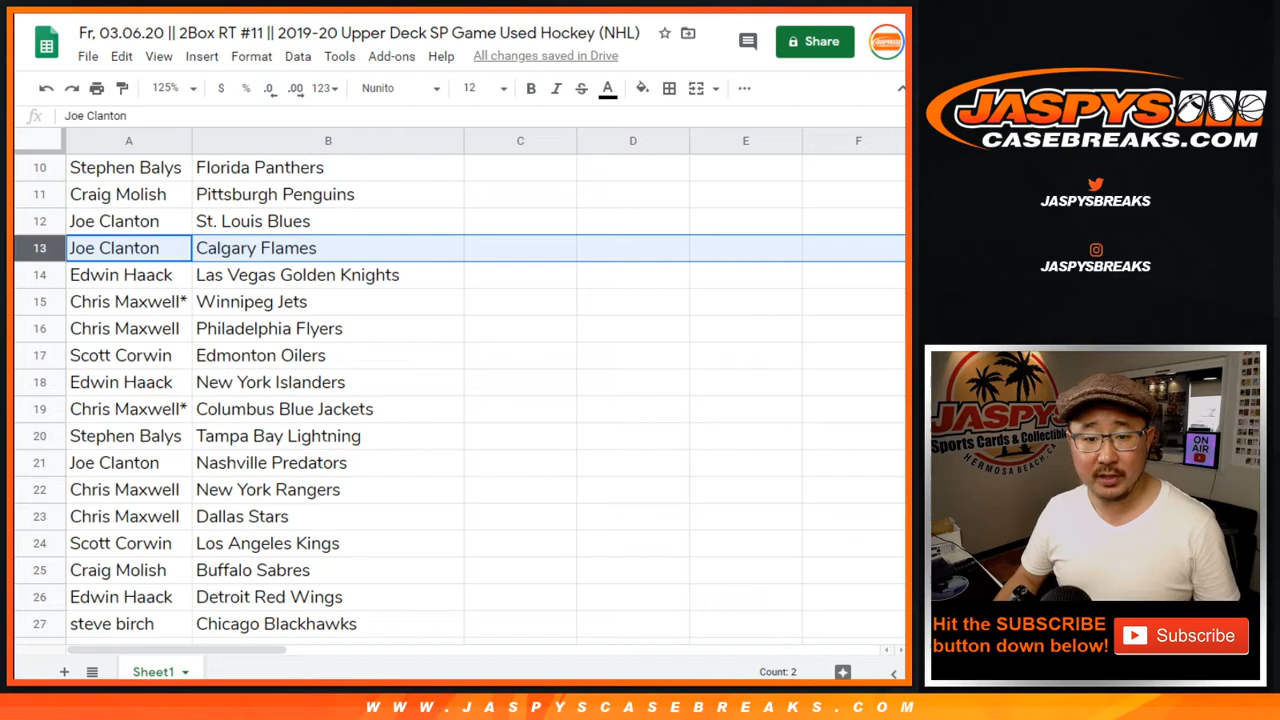 Fr, 03.06.20 || 2Box RT #11 || 2019-20 Upper Deck SP Game Used Hockey (NHL)
File Edit View Insert Format Data Tools Add-ons Help All changes saved in Drive
Share
125% $ % .0 .00 123 Nunito 12 B I S A
fx Joe Clanton
A B C D E F
10 Stephen Balys Florida Panthers
11 Craig Molish Pittsburgh Penguins
12 Joe Clanton St. Louis Blues
13 Joe Clanton Calgary Flames
14 Edwin Haack Las Vegas Golden Knights
15 Chris Maxwell* Winnipeg Jets
16 Chris Maxwell Philadelphia Flyers
17 Scott Corwin Edmonton Oilers
18 Edwin Haack New York Islanders
19 Chris Maxwell* Columbus Blue Jackets
20 Stephen Balys Tampa Bay Lightning
21 Joe Clanton Nashville Predators
22 Chris Maxwell New York Rangers
23 Chris Maxwell Dallas Stars
24 Scott Corwin Los Angeles Kings
25 Craig Molish Buffalo Sabres
26 Edwin Haack Detroit Red Wings
27 steve birch Chicago Blackhawks
+ Sheet1 Count: 2
JASPYS
CASEBREAKS.COM
JASPYSBREAKS
JASPYSBREAKS
JASPYS
Sports Cards & Collectibles
HERMOSA BEACH, CA
ON AIR
Hit the SUBSCRIBE
button down below!
Subscribe
WWW.JASPYSCASEBREAKS.COM